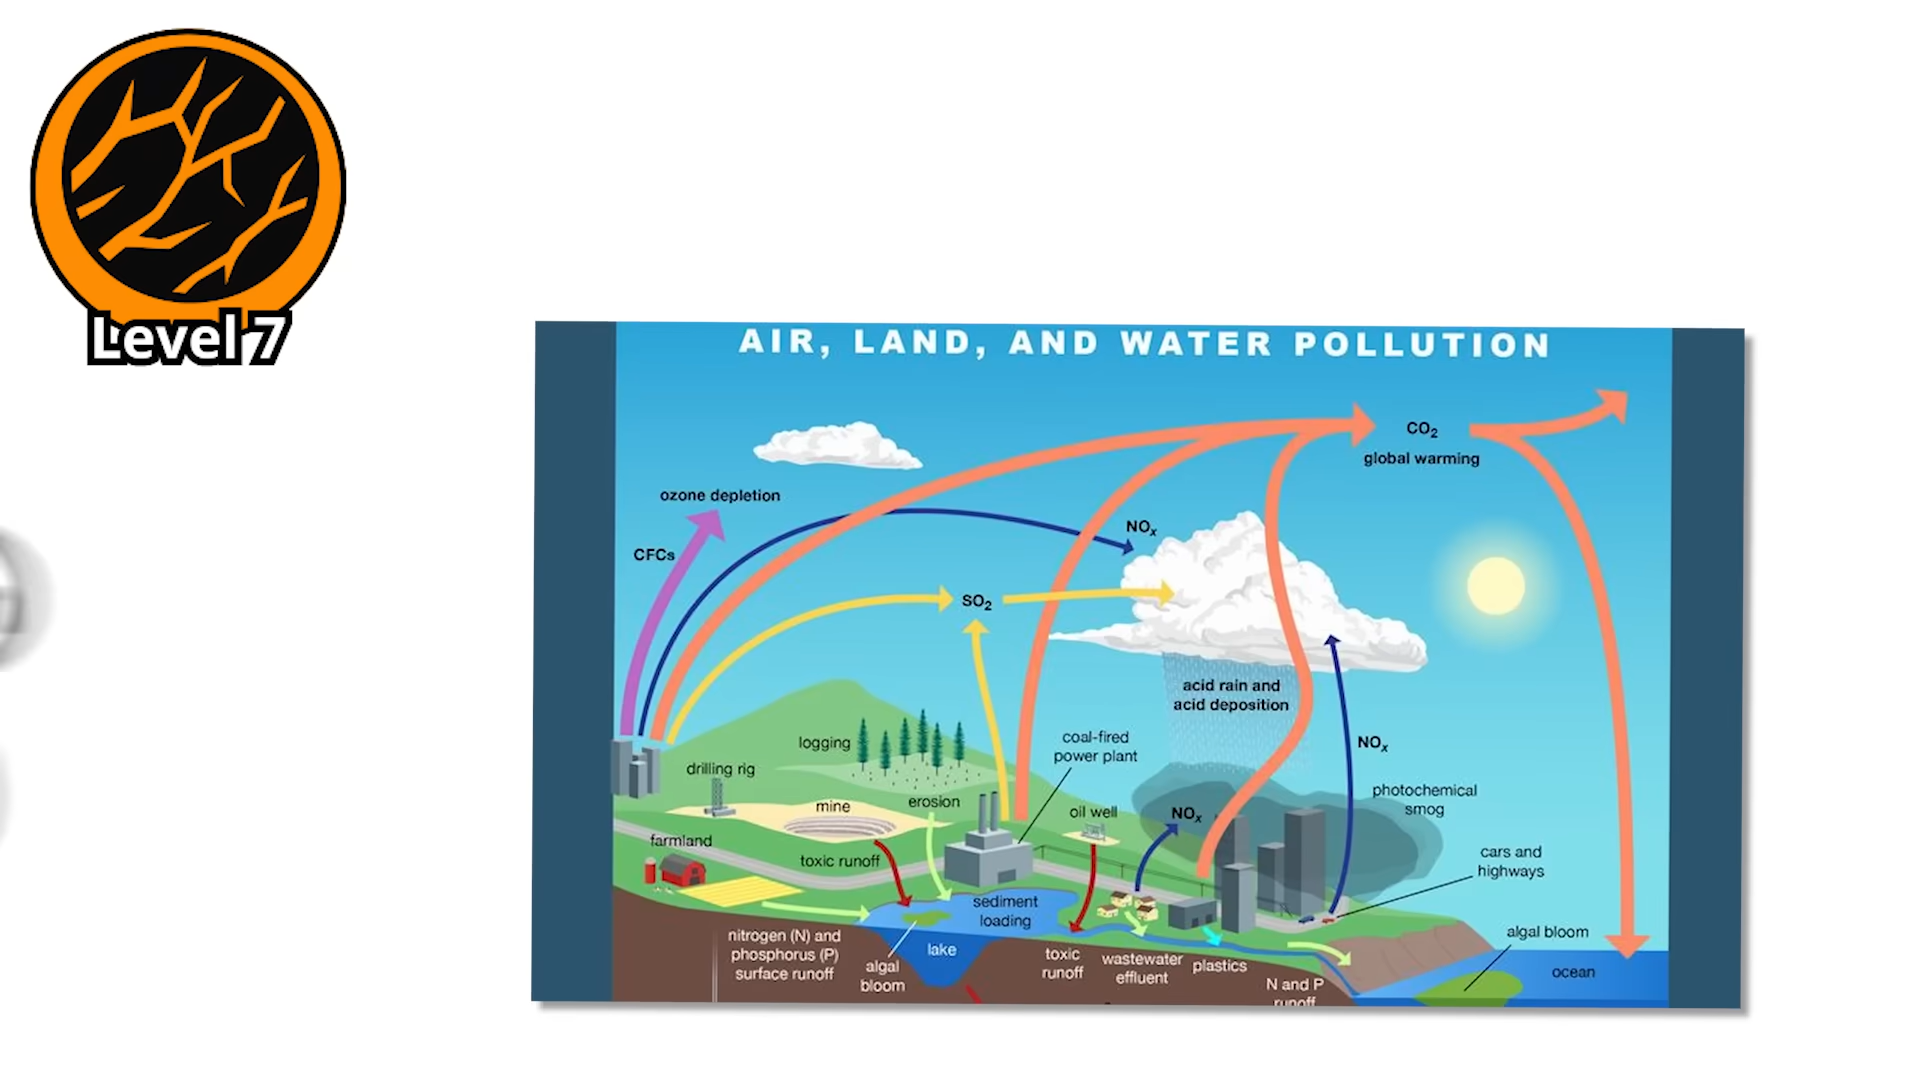 Level 7
AIR, LAND, AND WATER POLLUTION
CO₂
global warming
ozone depletion
CFCs
NOₓ
SO₂
acid rain and
acid deposition
NOₓ
logging
coal-fired
power plant
drilling rig
photochemical
smog
mine
erosion
oil well
NOₓ
farmland
toxic runoff
cars and
highways
sediment
loading
nitrogen (N) and
phosphorus (P)
surface runoff
algal
bloom
lake
toxic
runoff
wastewater
effluent
plastics
N and P
runoff
algal bloom
ocean